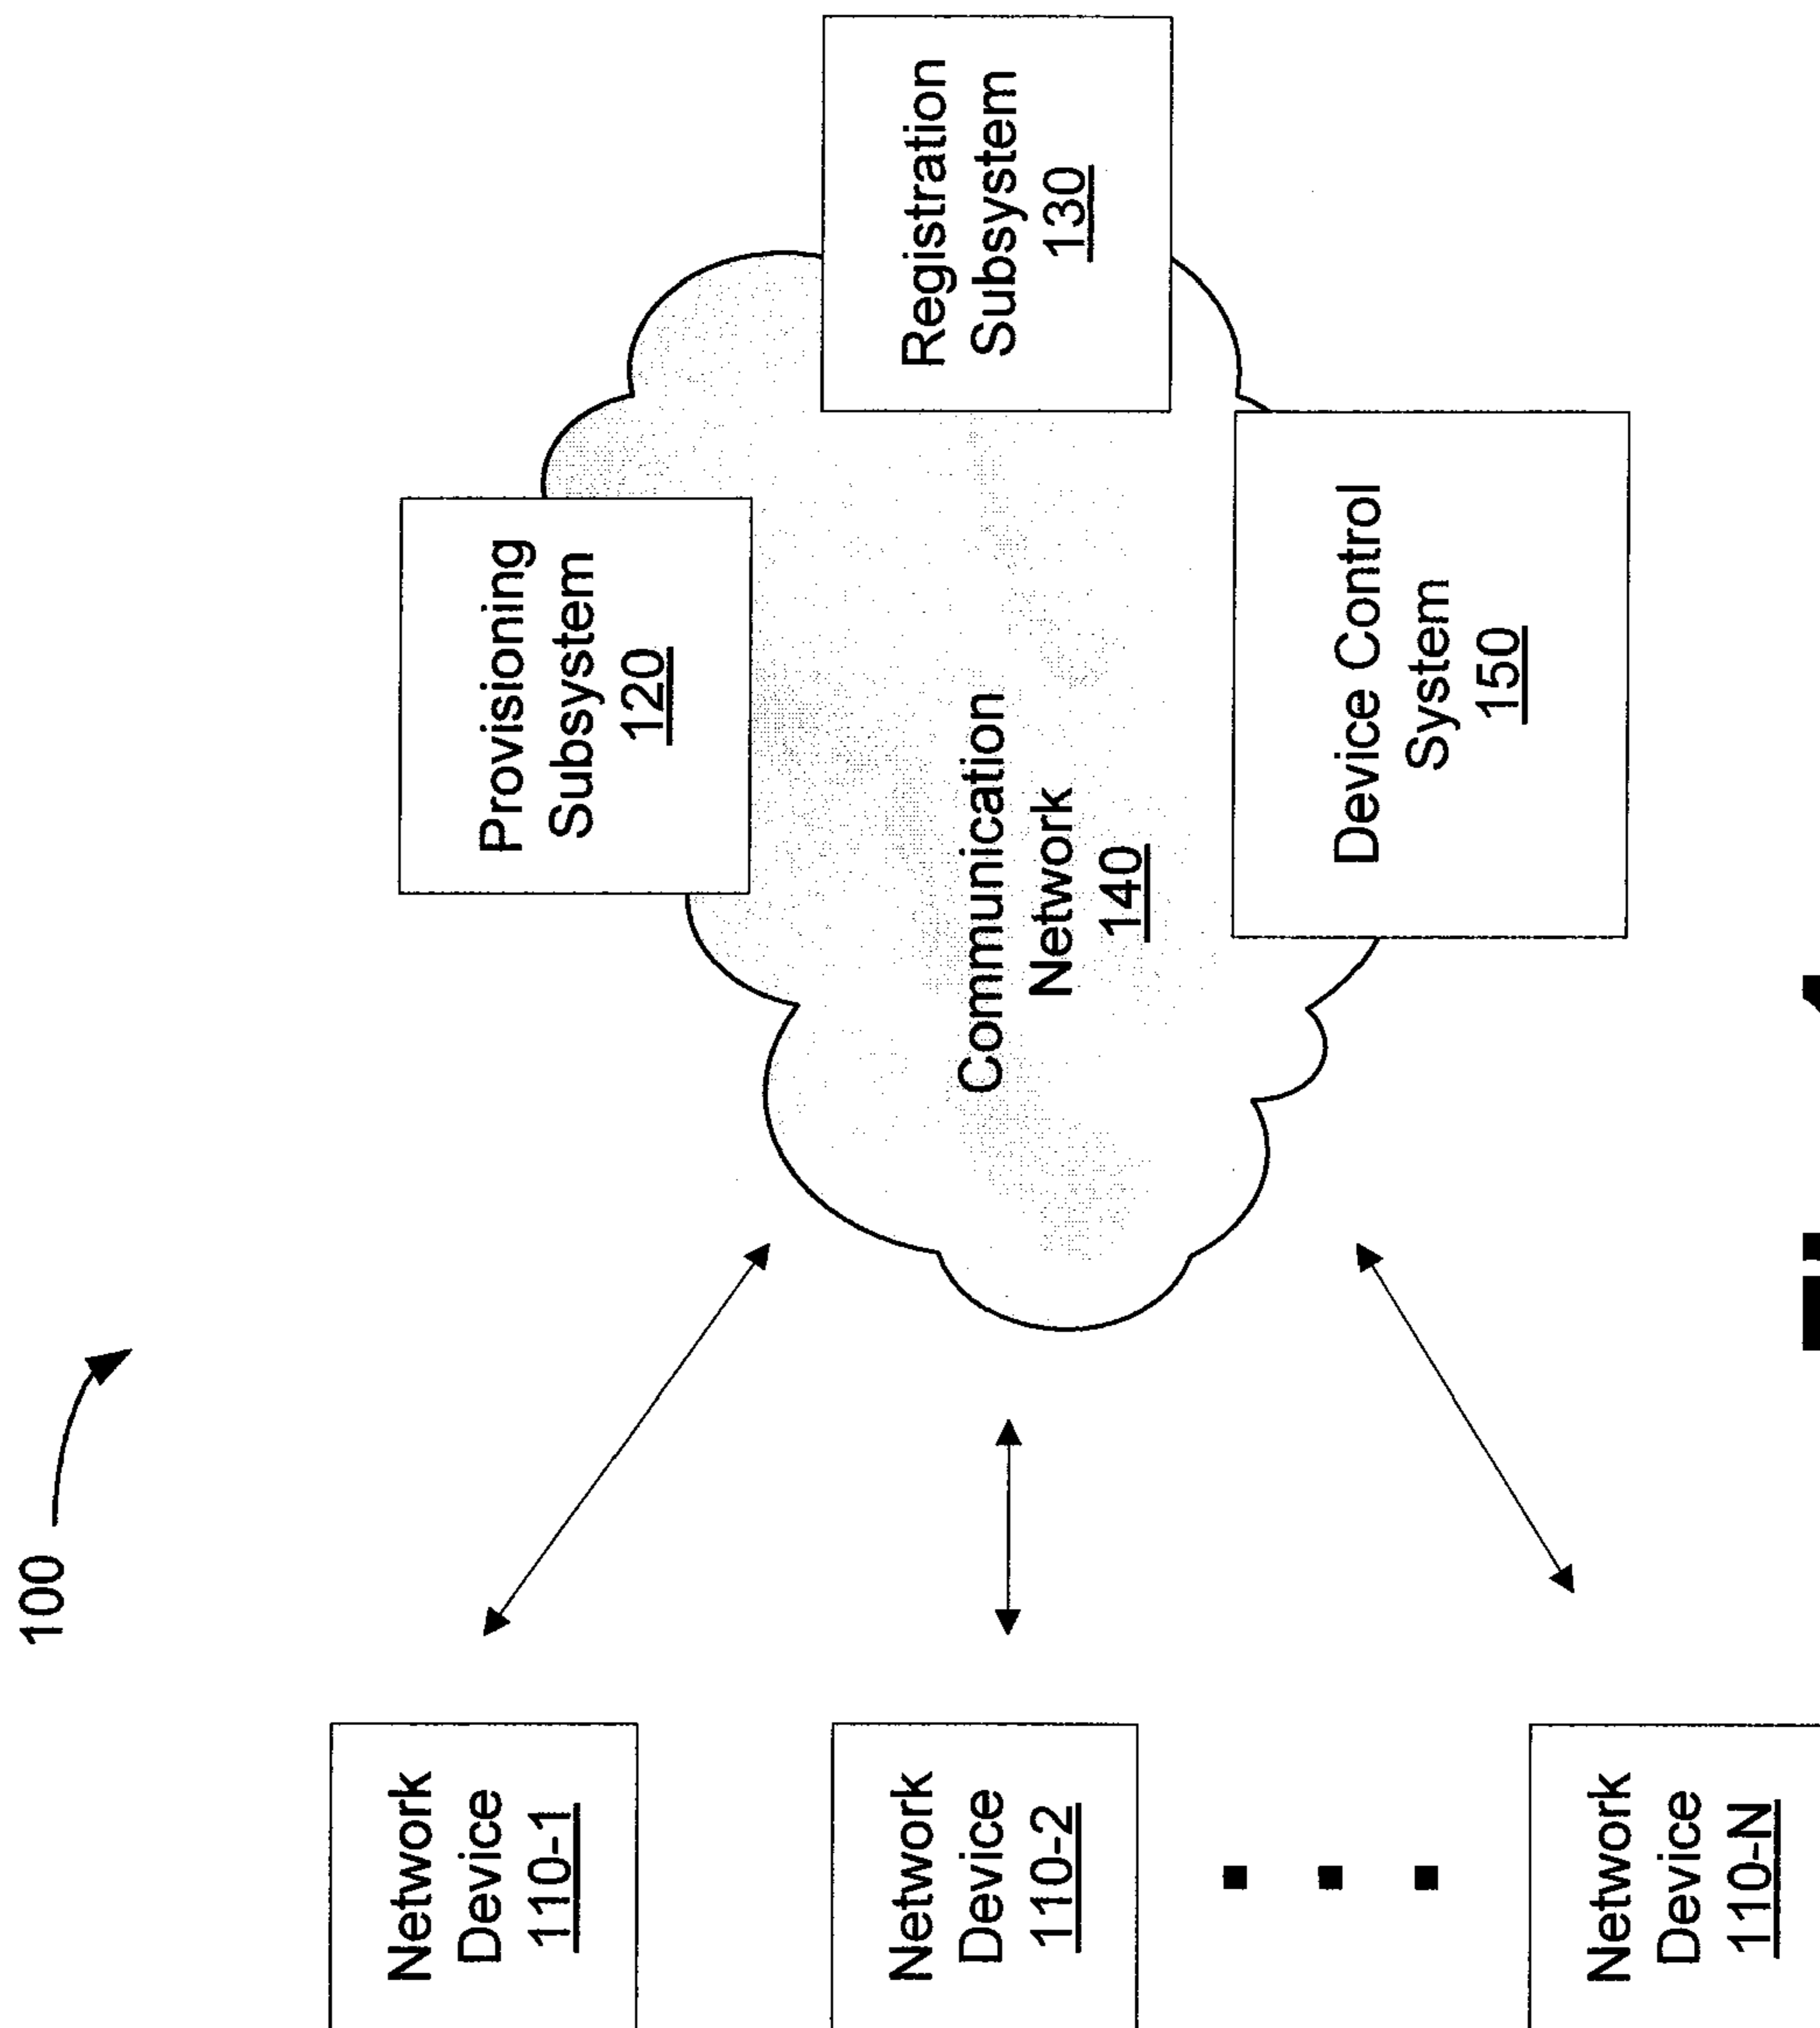 100
Network
Device
110-1
Network
Device
110-2
Network
Device
110-N
Provisioning
Subsystem
120
Communication
Network
140
Registration
Subsystem
130
Device Control
System
150